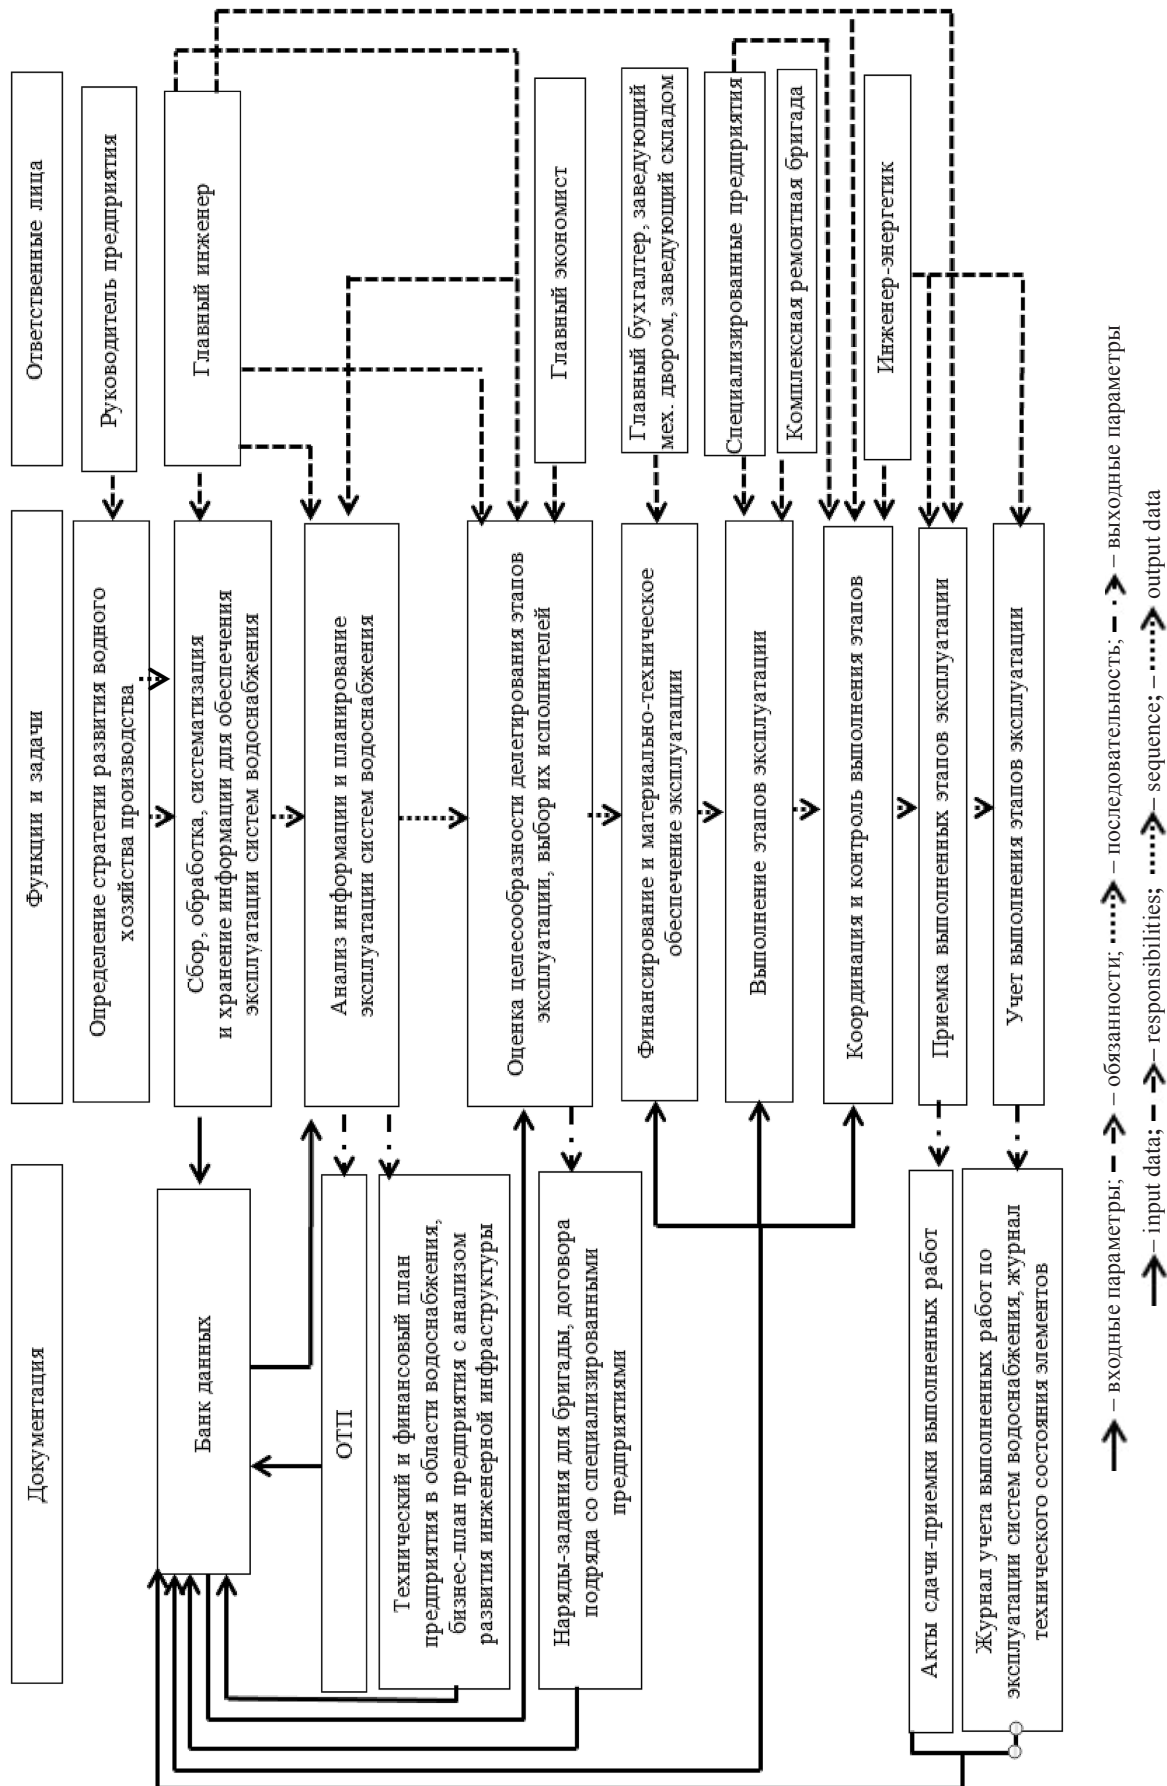 Документация
Функции и задачи
Ответственные лица
Определение стратегии развития водного
хозяйства производства
Руководитель предприятия
Банк данных
Сбор, обработка, систематизация
и хранение информации для обеспечения
эксплуатации систем водоснабжения
Главный инженер
ОТП
Анализ информации и планирование
эксплуатации систем водоснабжения
Технический и финансовый план
предприятия в области водоснабжения,
бизнес-план предприятия с анализом
развития инженерной инфраструктуры
Наряды-задания для бригады, договора
подряда со специализированными
предприятиями
Оценка целесообразности делегирования этапов
эксплуатации, выбор их исполнителей
Главный экономист
Финансирование и материально-техническое
обеспечение эксплуатации
Главный бухгалтер, заведующий
мех. двором, заведующий складом
Выполнение этапов эксплуатации
Специализированные предприятия
Комплексная ремонтная бригада
Координация и контроль выполнения этапов
Инженер-энергетик
Акты сдачи-приемки выполненных работ
Приемка выполненных этапов эксплуатации
Журнал учета выполненных работ по
эксплуатации систем водоснабжения, журнал
технического состояния элементов
Учет выполнения этапов эксплуатации
– входные параметры; – обязанности; – последовательность; – выходные параметры
– input data; – responsibilities; – sequence; – output data